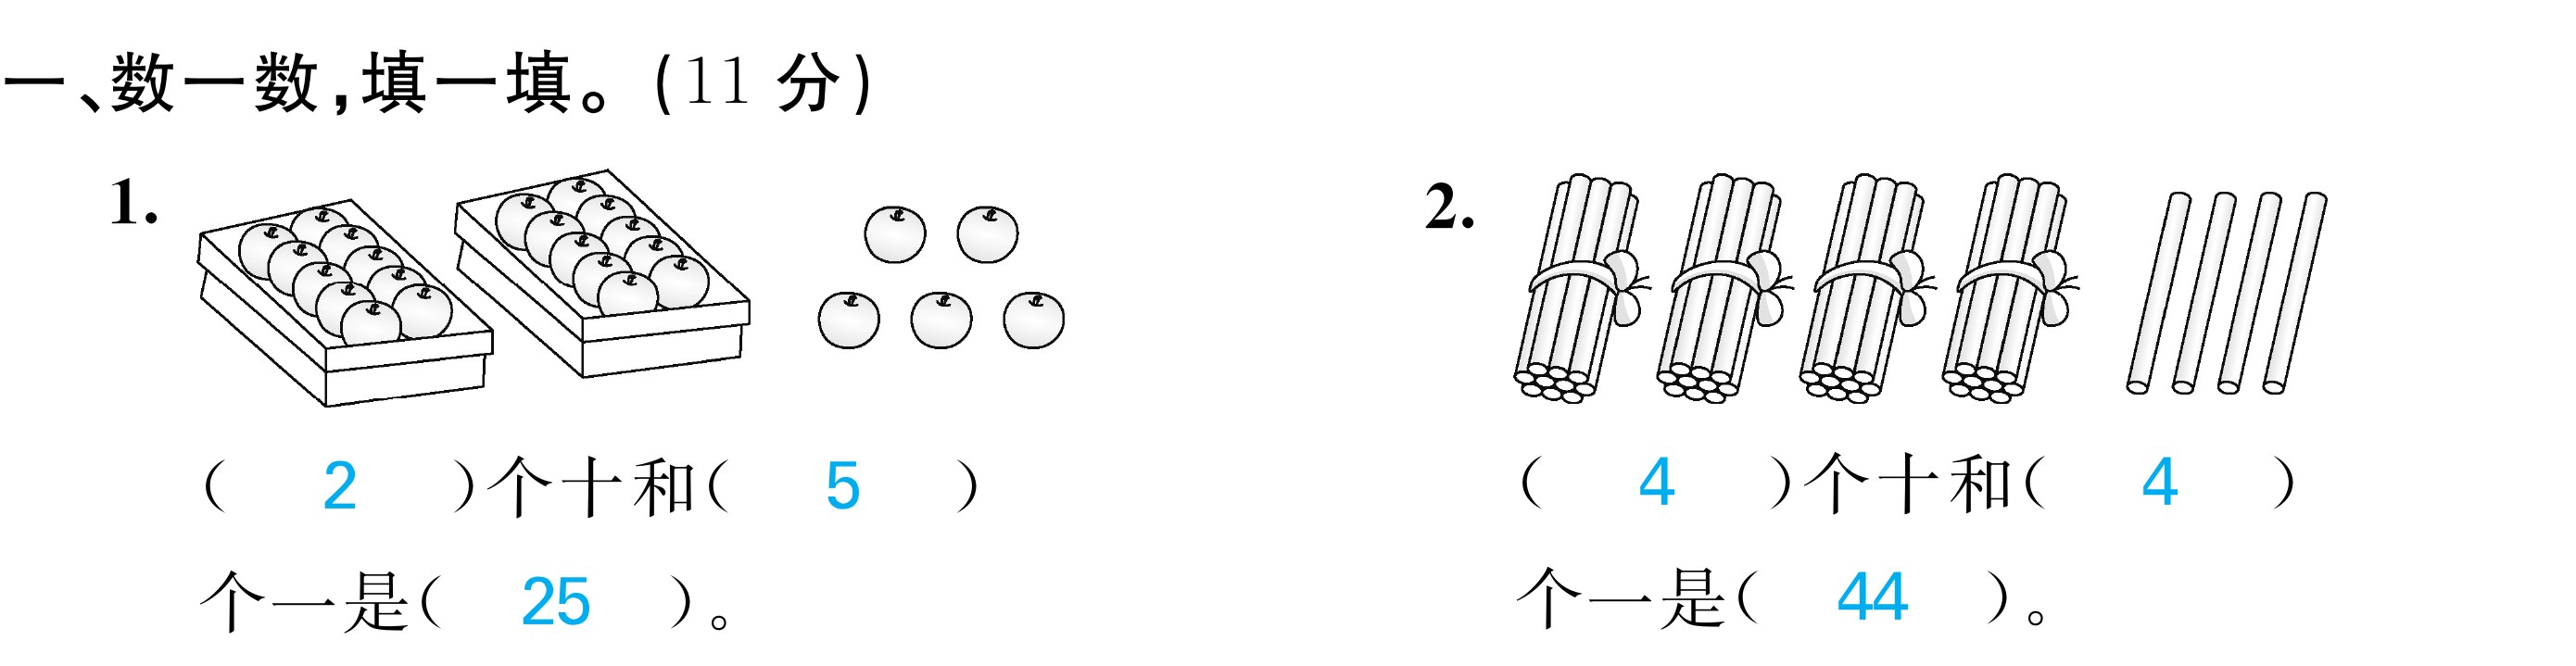 一、数一数,填一填。(11 分)
1.
( 2 )个十和( 5 )
个一是( 25 )。
2.
( 4 )个十和( 4 )
个一是( 44 )。